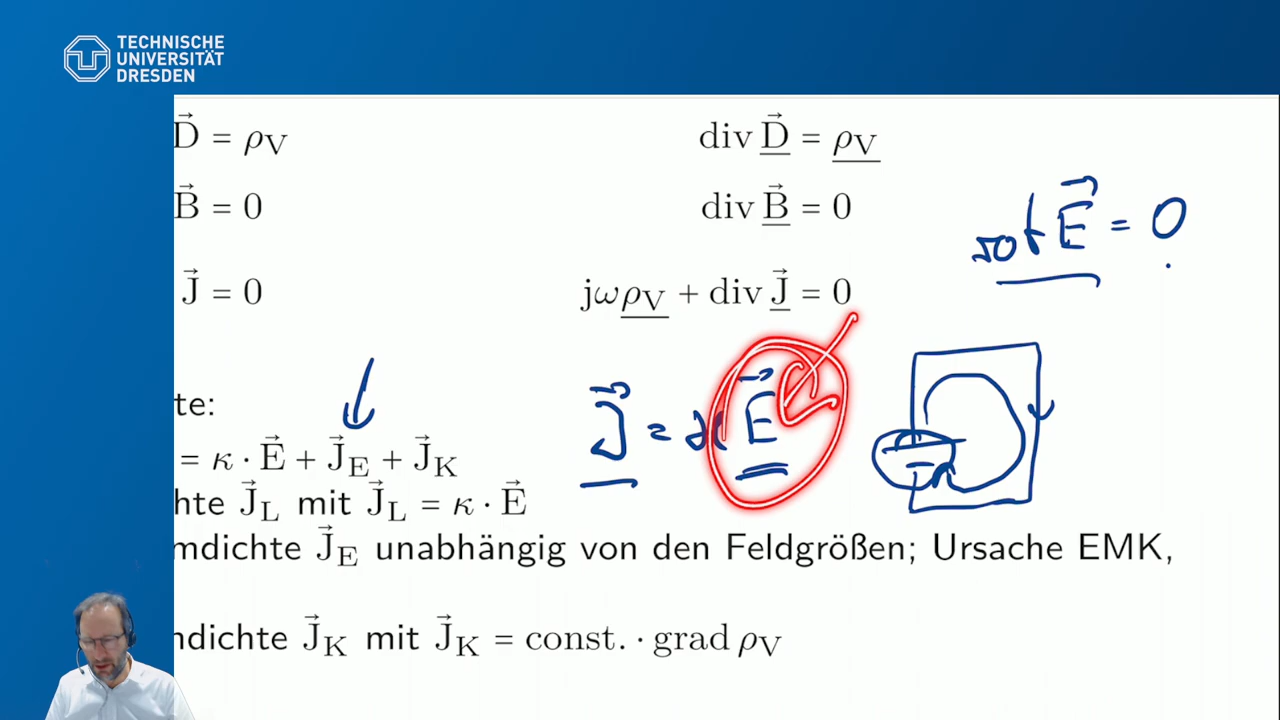 TECHNISCHE
UNIVERSITÄT
DRESDEN
D⃗ = ρV div D⃗ = ρV
B⃗ = 0 div B⃗ = 0
rot E⃗ = 0
J⃗ = 0 jωρV + div J⃗ = 0
te:
J⃗ = ϰ E⃗
= κ · E⃗ + J⃗E + J⃗K
hte J⃗L mit J⃗L = κ · E⃗
mdichte J⃗E unabhängig von den Feldgrößen; Ursache EMK,
ndichte J⃗K mit J⃗K = const. · grad ρV